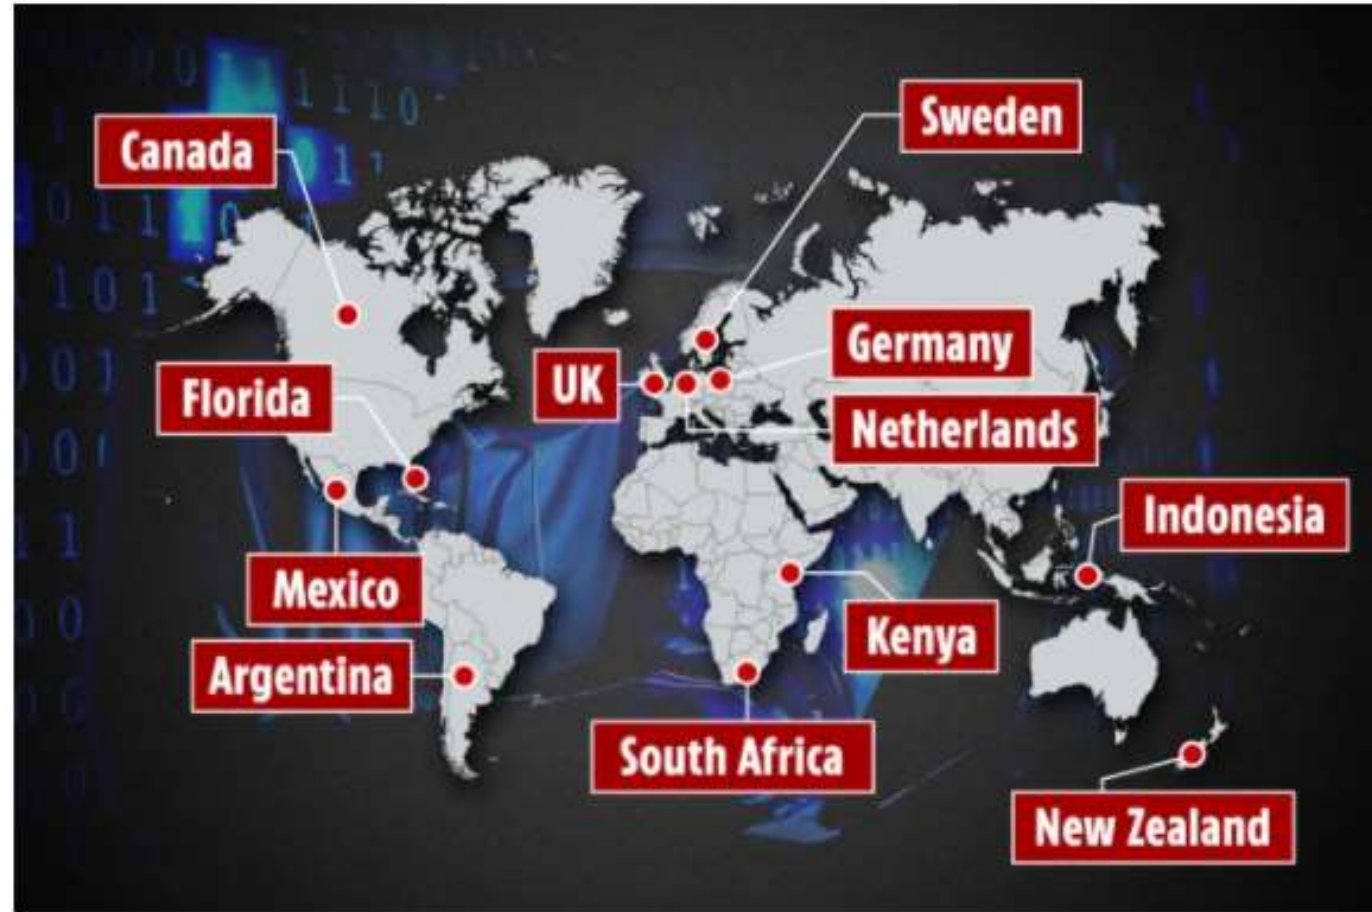 Sweden
Canada
Germany
UK
Florida
Netherlands
Indonesia
Mexico
Kenya
Argentina
South Africa
New Zealand